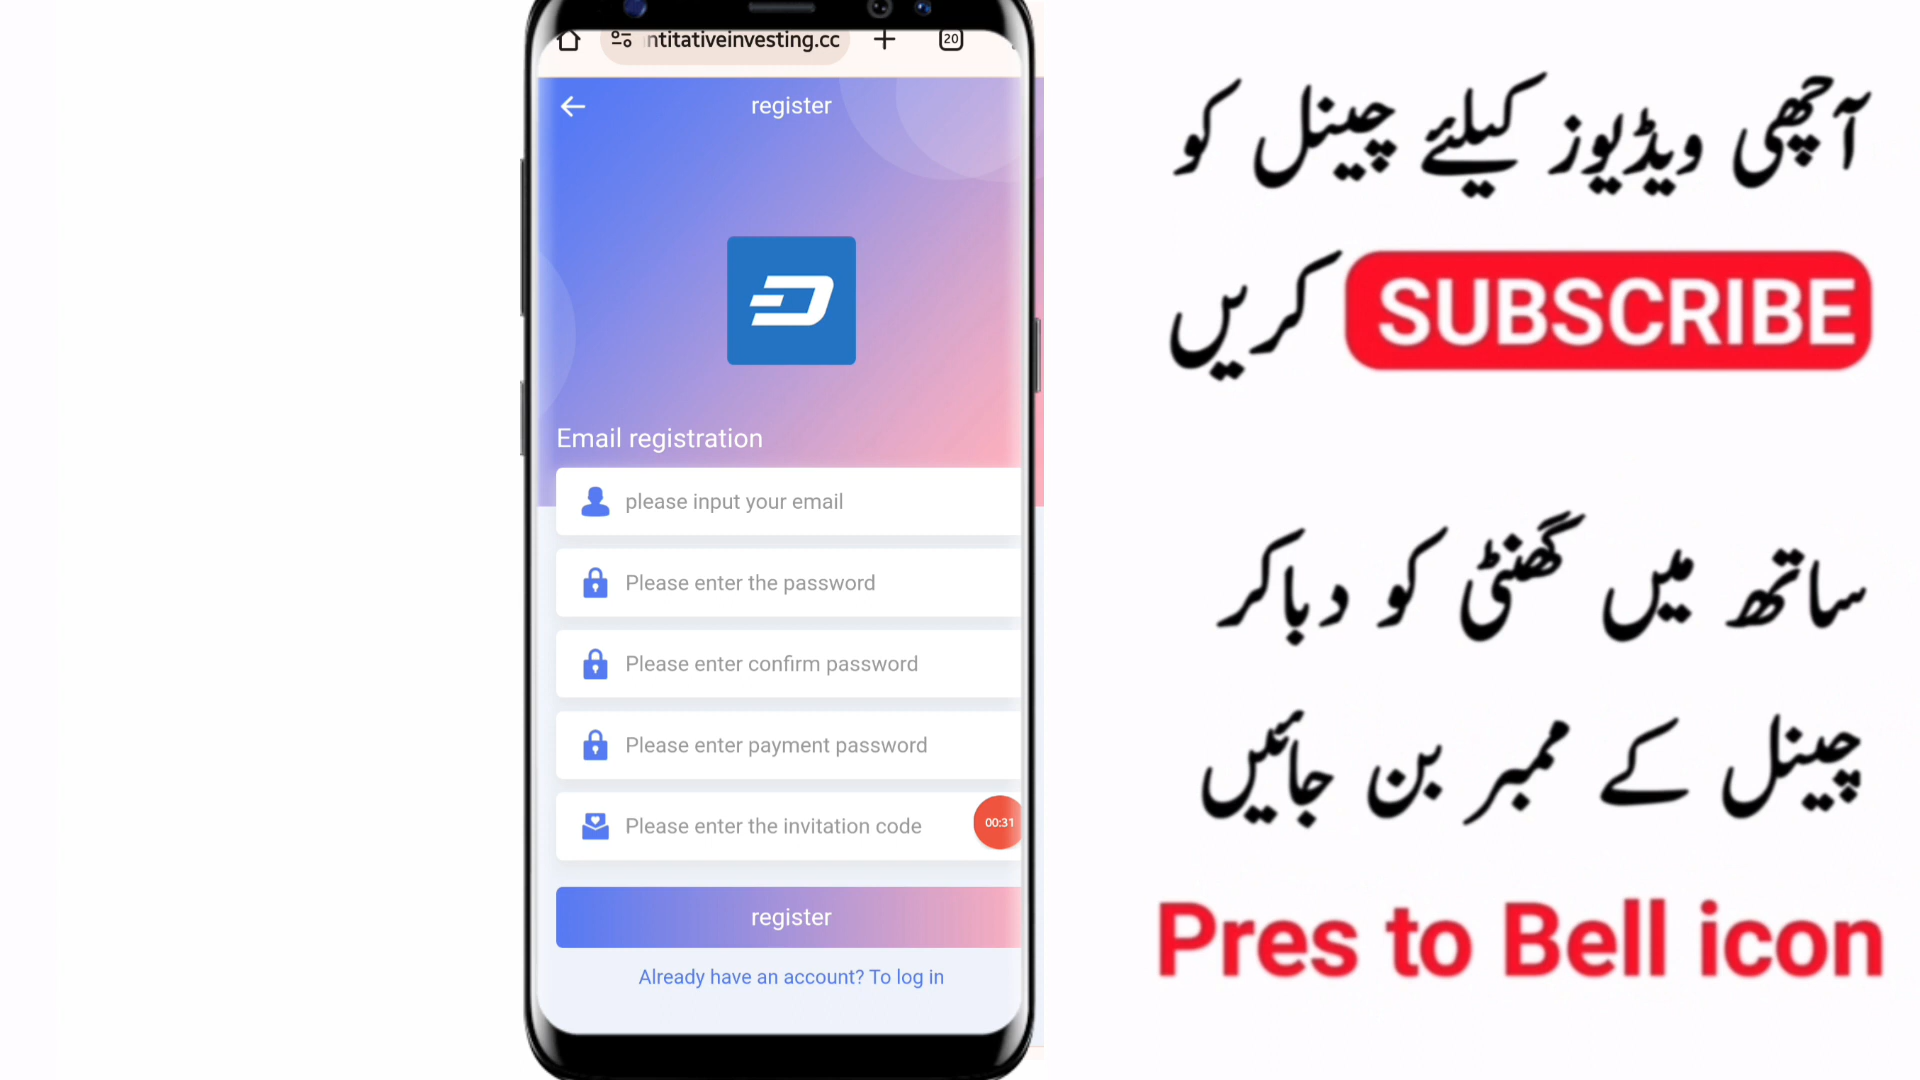 ntitativeinvesting.cc
20
register
Email registration
please input your email
Please enter the password
Please enter confirm password
Please enter payment password
Please enter the invitation code
00:31
register
Already have an account? To log in
آچھی ویڈیوز کیلئے چینل کو
SUBSCRIBE کریں
ساتھ میں گھنٹی کو دباکر
چینل کے ممبر بن جائیں
Pres to Bell icon